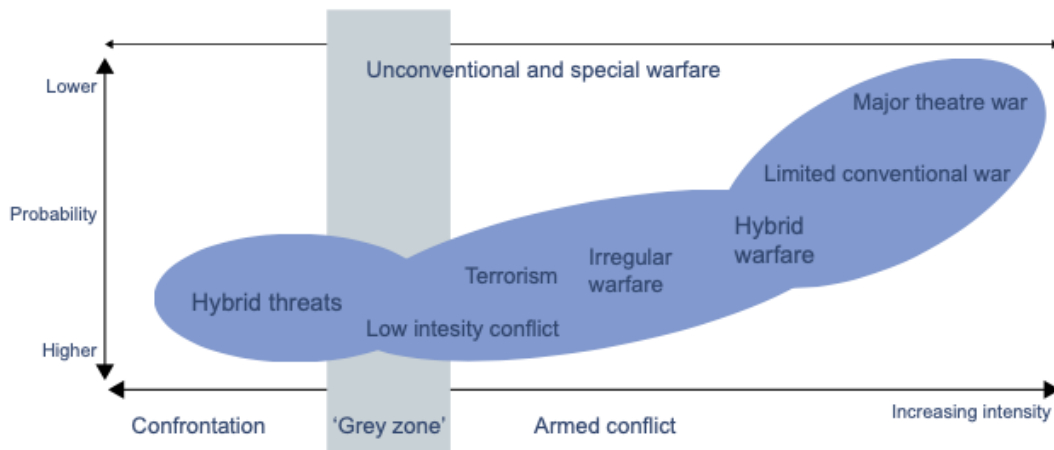 Unconventional and special warfare
Lower
Major theatre war
Limited conventional war
Probability
Hybrid
warfare
Irregular
warfare
Terrorism
Hybrid threats
Low intesity conflict
Higher
Increasing intensity
Confrontation
‘Grey zone’
Armed conflict